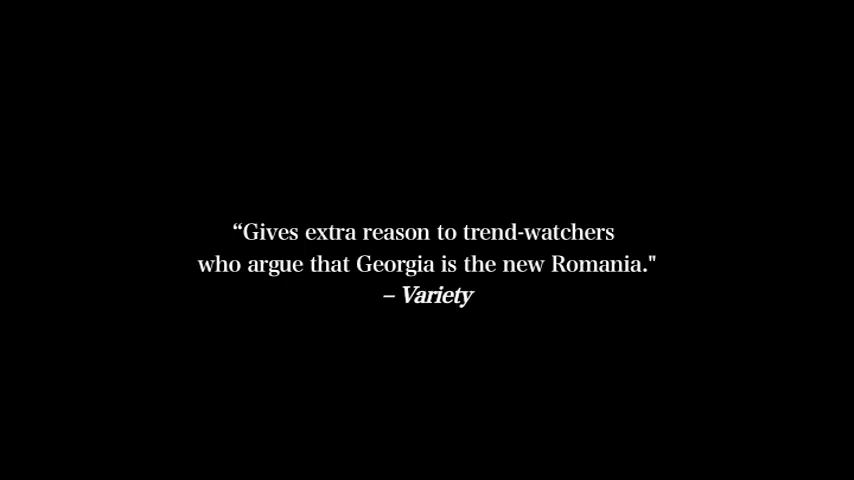 “Gives extra reason to trend-watchers
who argue that Georgia is the new Romania."
– Variety